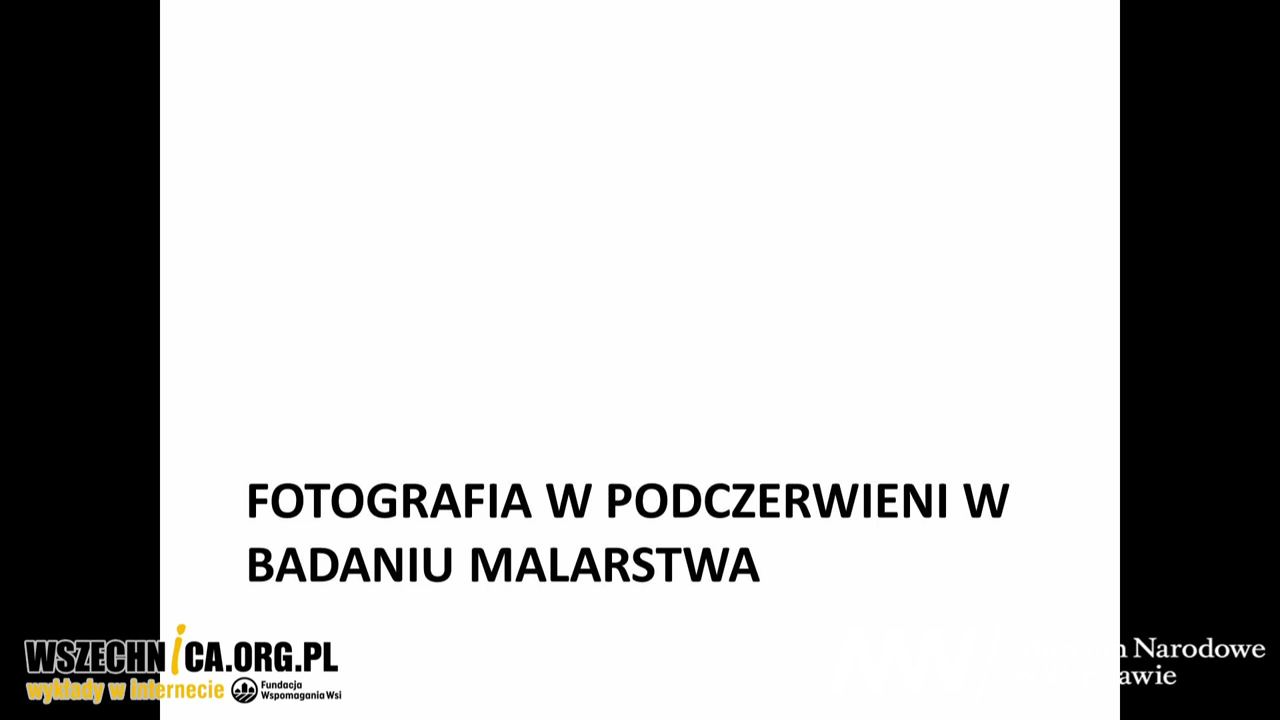 FOTOGRAFIA W PODCZERWIENI W
BADANIU MALARSTWA
WSZECHNiCA.ORG.PL
wykłady w Internecie
Fundacja
Wspomagania Wsi
Narodowe